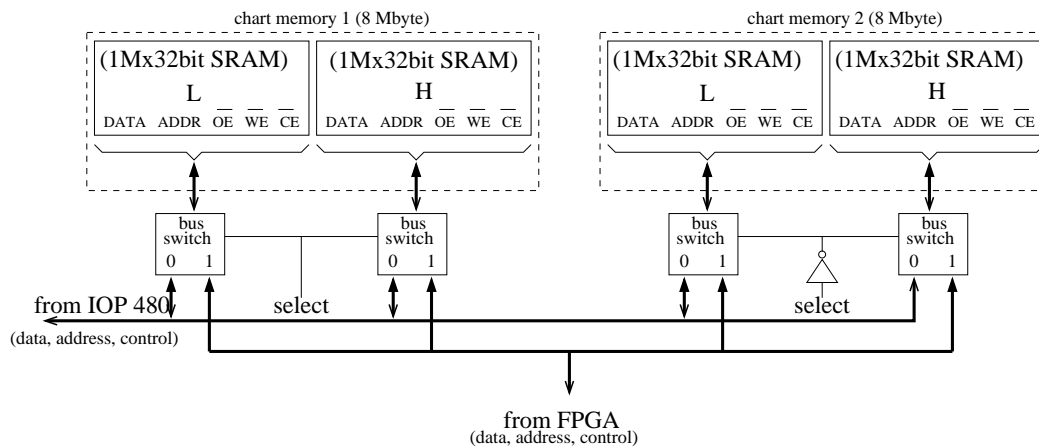 chart memory 1 (8 Mbyte)
chart memory 2 (8 Mbyte)
(1Mx32bit SRAM)
(1Mx32bit SRAM)
(1Mx32bit SRAM)
(1Mx32bit SRAM)
L
H
L
H
DATA ADDR OE WE CE
DATA ADDR OE WE CE
DATA ADDR OE WE CE
DATA ADDR OE WE CE
bus
switch
0 1
bus
switch
0 1
bus
switch
0 1
bus
switch
0 1
from IOP 480
(data, address, control)
select
select
from FPGA
(data, address, control)